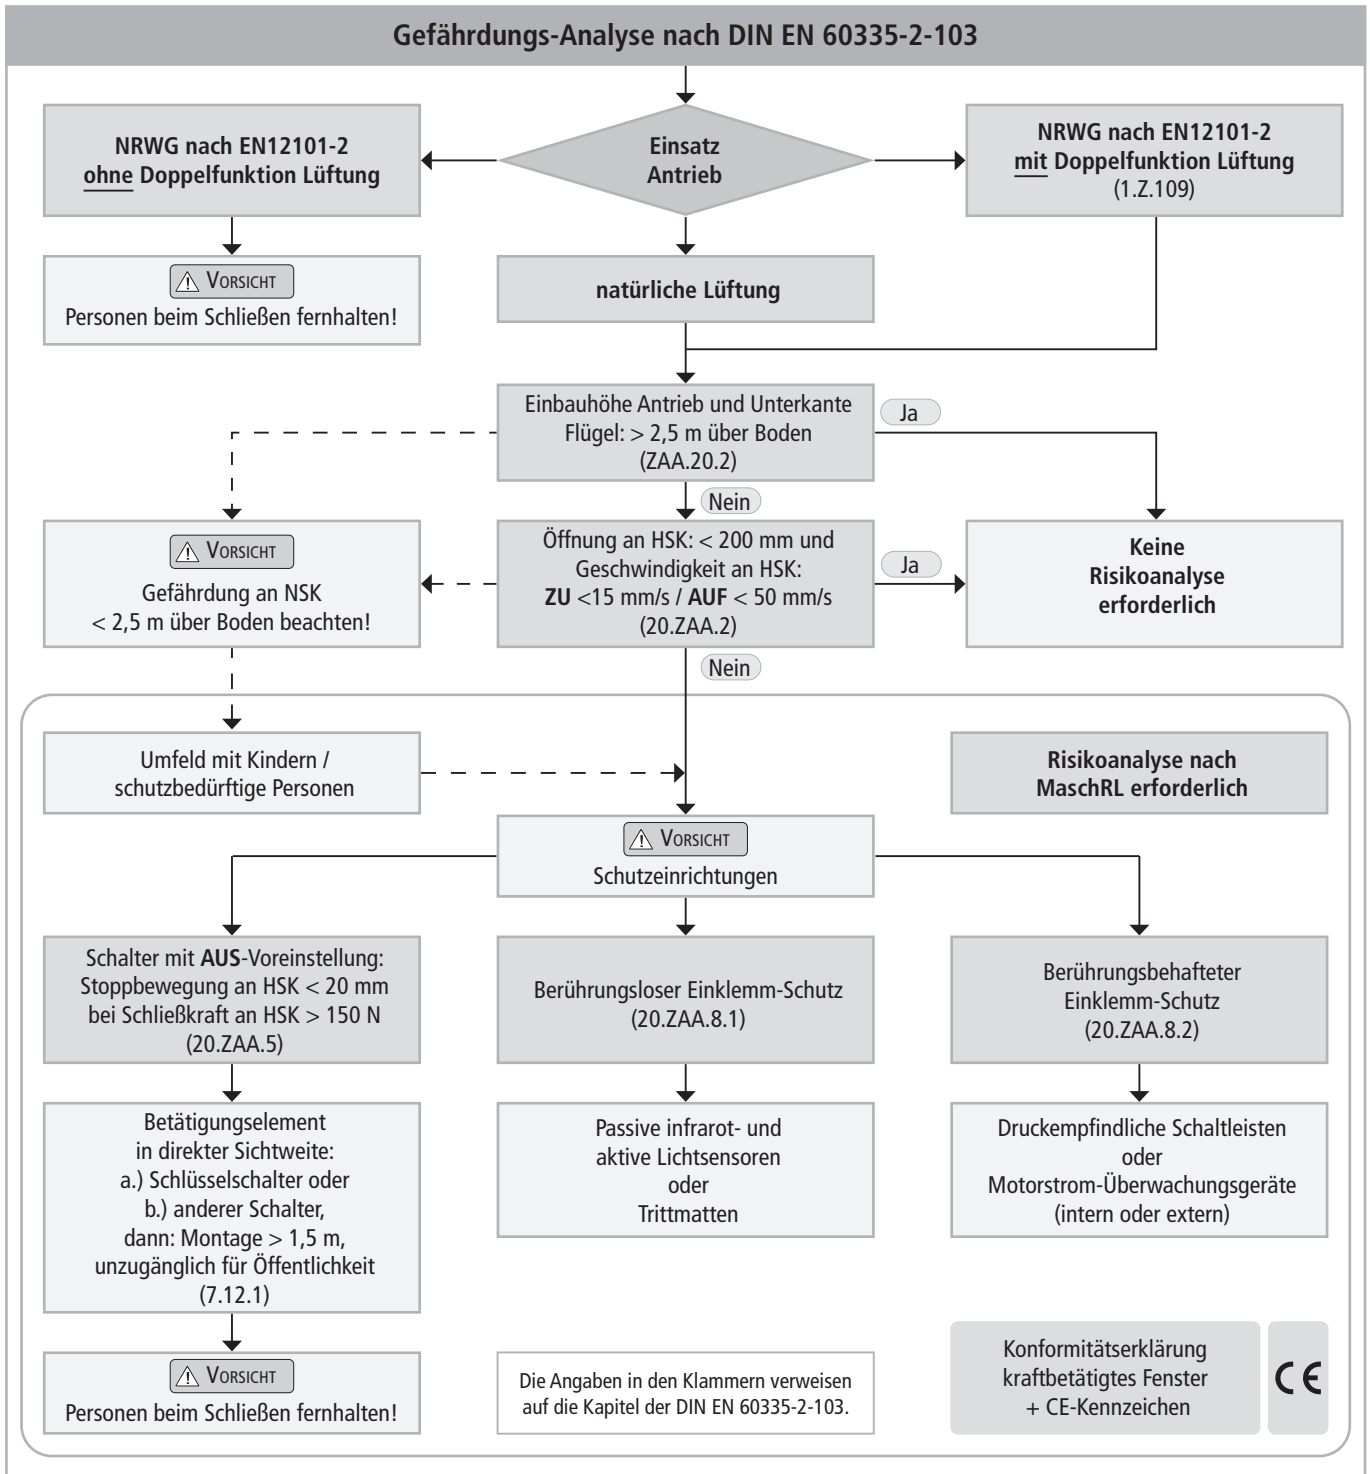 Gefährdungs-Analyse nach DIN EN 60335-2-103
NRWG nach EN12101-2
ohne Doppelfunktion Lüftung
Einsatz
Antrieb
NRWG nach EN12101-2
mit Doppelfunktion Lüftung
(1.Z.109)
VORSICHT
Personen beim Schließen fernhalten!
natürliche Lüftung
Einbauhöhe Antrieb und Unterkante
Flügel: > 2,5 m über Boden
(ZAA.20.2)
Ja
Nein
VORSICHT
Gefährdung an NSK
< 2,5 m über Boden beachten!
Öffnung an HSK: < 200 mm und
Geschwindigkeit an HSK:
ZU <15 mm/s / AUF < 50 mm/s
(20.ZAA.2)
Ja
Keine
Risikoanalyse
erforderlich
Nein
Umfeld mit Kindern /
schutzbedürftige Personen
Risikoanalyse nach
MaschRL erforderlich
VORSICHT
Schutzeinrichtungen
Schalter mit AUS-Voreinstellung:
Stoppbewegung an HSK < 20 mm
bei Schließkraft an HSK > 150 N
(20.ZAA.5)
Berührungsloser Einklemm-Schutz
(20.ZAA.8.1)
Berührungsbehafteter
Einklemm-Schutz
(20.ZAA.8.2)
Betätigungselement
in direkter Sichtweite:
a.) Schlüsselschalter oder
b.) anderer Schalter,
dann: Montage > 1,5 m,
unzugänglich für Öffentlichkeit
(7.12.1)
Passive infrarot- und
aktive Lichtsensoren
oder
Trittmatten
Druckempfindliche Schaltleisten
oder
Motorstrom-Überwachungsgeräte
(intern oder extern)
VORSICHT
Personen beim Schließen fernhalten!
Die Angaben in den Klammern verweisen
auf die Kapitel der DIN EN 60335-2-103.
Konformitätserklärung
kraftbetätigtes Fenster
+ CE-Kennzeichen
CE